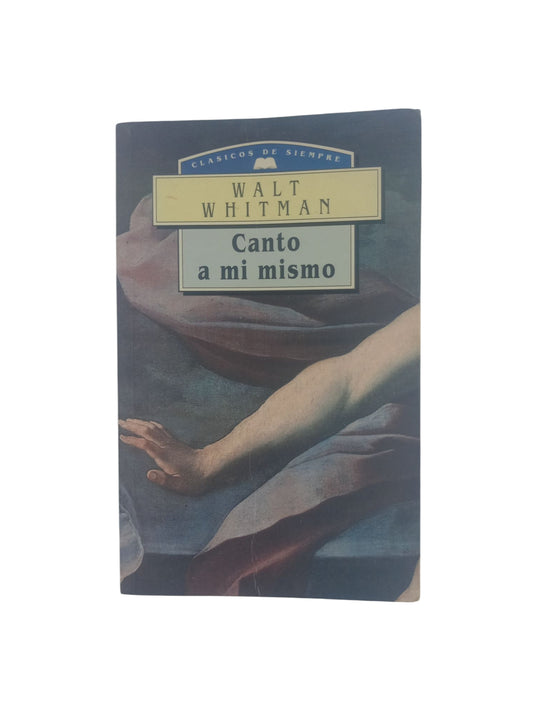 CLASICOS DE SIEMPRE
WALT
WHITMAN
Canto
a mi mismo